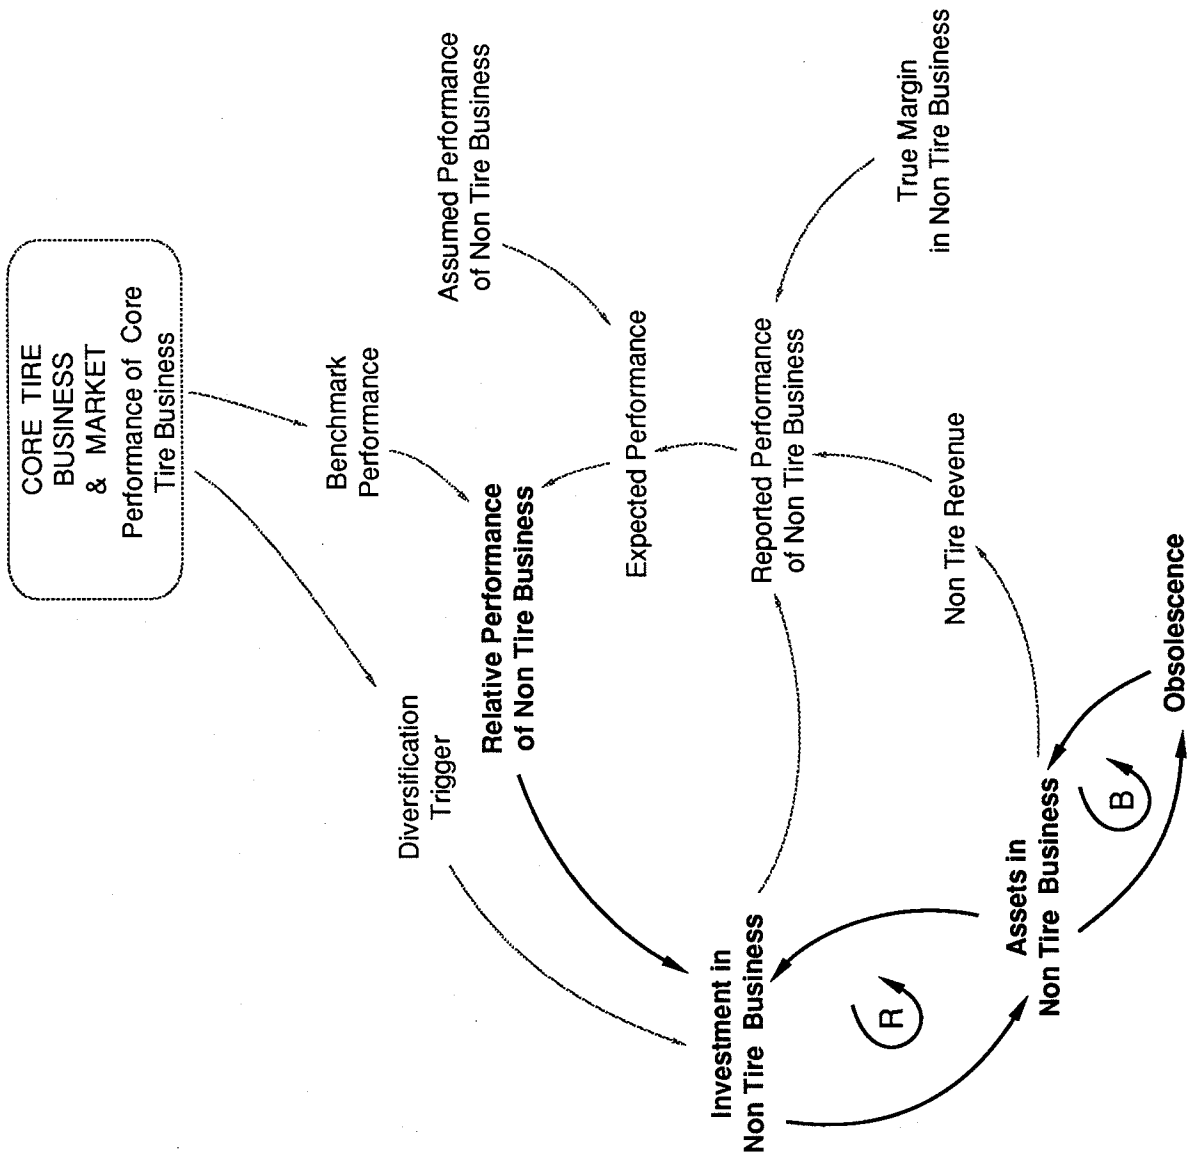 CORE TIRE
BUSINESS
& MARKET
Performance of Core
Tire Business
Benchmark
Performance
Diversification
Trigger
Assumed Performance
of Non Tire Business
Relative Performance
of Non Tire Business
Expected Performance
Investment in
Non Tire Business
Reported Performance
of Non Tire Business
True Margin
in Non Tire Business
R
Non Tire Revenue
Assets in
Non Tire Business
B
Obsolescence